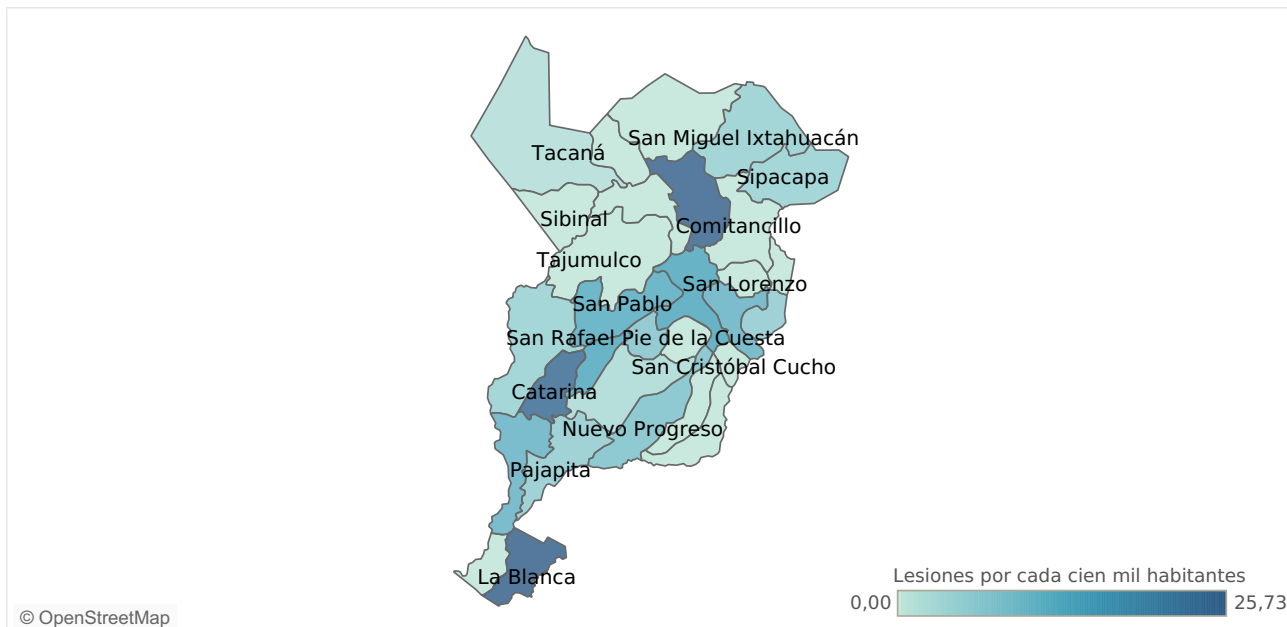 San Miguel Ixtahuacán
Tacaná
Sipacapa
Sibinal
Comitancillo
Tajumulco
San Lorenzo
San Pablo
San Rafael Pie de la Cuesta
San Cristóbal Cucho
Catarina
Nuevo Progreso
Pajapita
La Blanca
Lesiones por cada cien mil habitantes
0,00 25,73
© OpenStreetMap